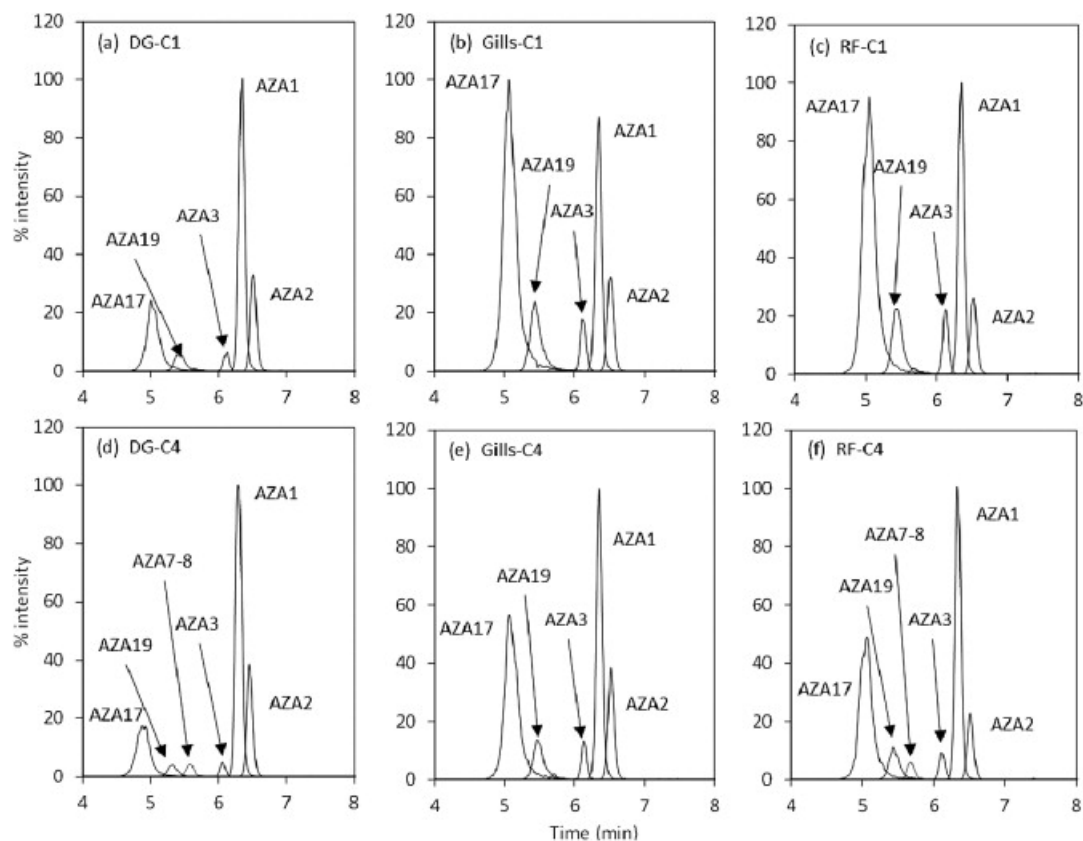 (a) DG-C1
120
100
80
60
40
20
0
4 5 6 7 8
% intensity
AZA1
AZA3
AZA19
AZA17
AZA2
(b) Gills-C1
120
100
80
60
40
20
0
4 5 6 7 8
AZA17
AZA1
AZA19
AZA3
AZA2
(c) RF-C1
120
100
80
60
40
20
0
4 5 6 7 8
AZA17
AZA1
AZA19
AZA3
AZA2
(d) DG-C4
120
100
80
60
40
20
0
4 5 6 7 8
% intensity
AZA1
AZA7-8
AZA3
AZA19
AZA17
AZA2
(e) Gills-C4
120
100
80
60
40
20
0
4 5 6 7 8
AZA1
AZA19
AZA3
AZA17
AZA2
(f) RF-C4
120
100
80
60
40
20
0
4 5 6 7 8
AZA1
AZA7-8
AZA19
AZA3
AZA17
AZA2
Time (min)